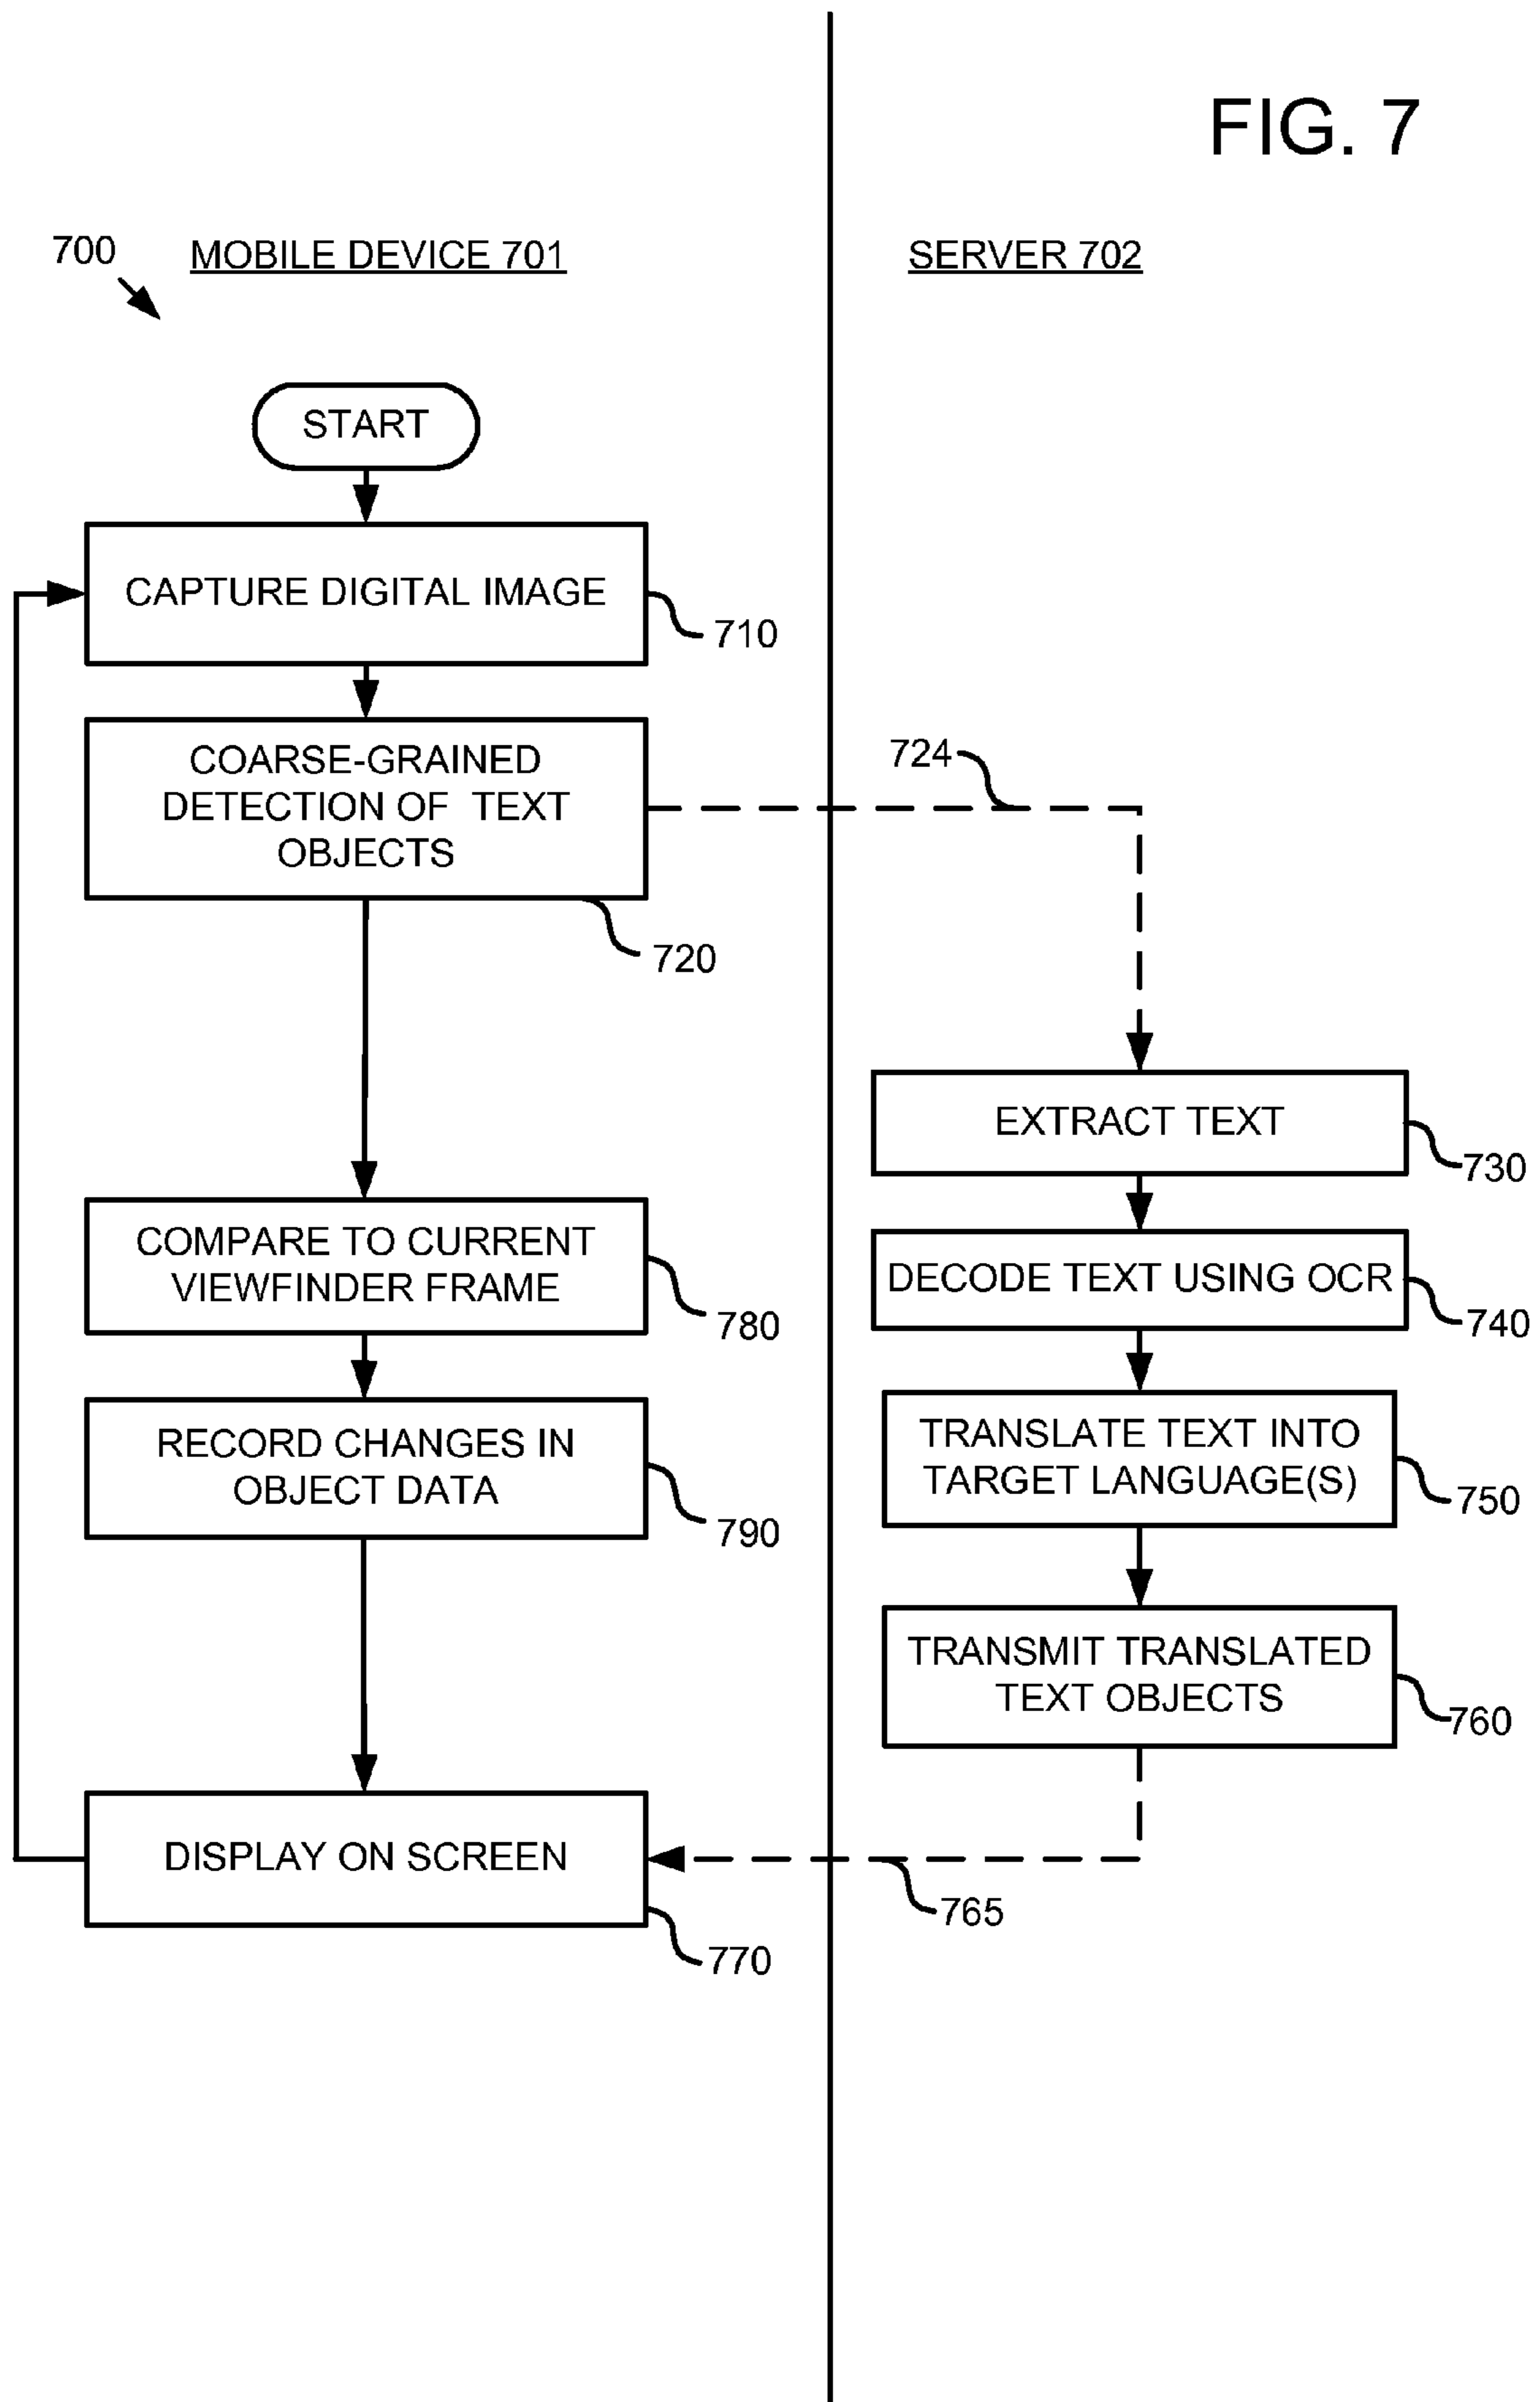 FIG. 7
700
MOBILE DEVICE 701
SERVER 702
START
CAPTURE DIGITAL IMAGE
710
COARSE-GRAINED
DETECTION OF TEXT
OBJECTS
720
724
EXTRACT TEXT
730
COMPARE TO CURRENT
VIEWFINDER FRAME
780
DECODE TEXT USING OCR
740
RECORD CHANGES IN
OBJECT DATA
790
TRANSLATE TEXT INTO
TARGET LANGUAGE(S)
750
TRANSMIT TRANSLATED
TEXT OBJECTS
760
DISPLAY ON SCREEN
770
765